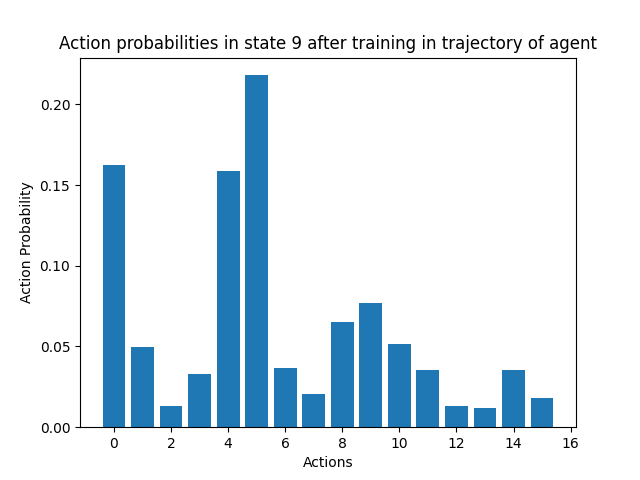 Action probabilities in state 9 after training in trajectory of agent
Action Probability
0.20
0.15
0.10
0.05
0.00
0 2 4 6 8 10 12 14 16
Actions